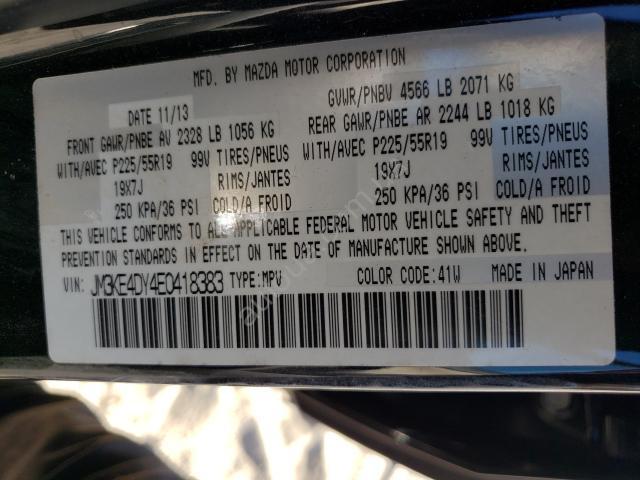 MFD. BY MAZDA MOTOR CORPORATION
DATE 11/13 GVWR/PNBV 4566 LB 2071 KG
FRONT GAWR/PNBE AV 2328 LB 1056 KG REAR GAWR/PNBE AR 2244 LB 1018 KG
WITH/AVEC P225/55R19 99V TIRES/PNEUS WITH/AVEC P225/55R19 99V TIRES/PNEUS
19X7J RIMS/JANTES 19X7J RIMS/JANTES
250 KPA/36 PSI COLD/A FROID 250 KPA/36 PSI COLD/A FROID
THIS VEHICLE CONFORMS TO ALL APPLICABLE FEDERAL MOTOR VEHICLE SAFETY AND THEFT
PREVENTION STANDARDS IN EFFECT ON THE DATE OF MANUFACTURE SHOWN ABOVE.
VIN: JM3KE4DY4E0418383 TYPE:MPV COLOR CODE:41W MADE IN JAPAN